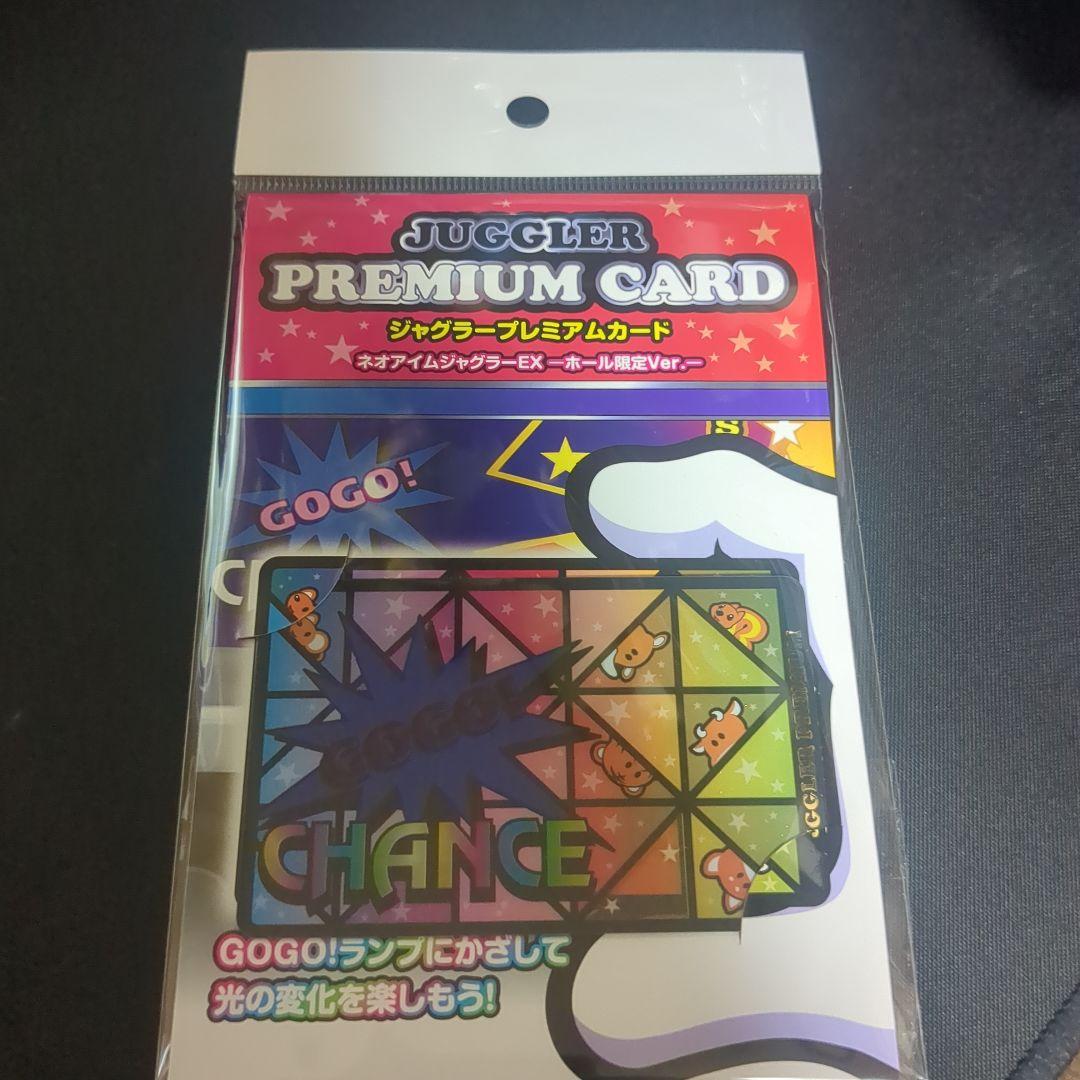 JUGGLER
PREMIUM CARD
ジャグラープレミアムカード
ネオアイムジャグラーEX －ホール限定Ver.－
S
GOGO!
GOGO!
CHANCE
GOGO!ランプにかざして
光の変化を楽しもう!